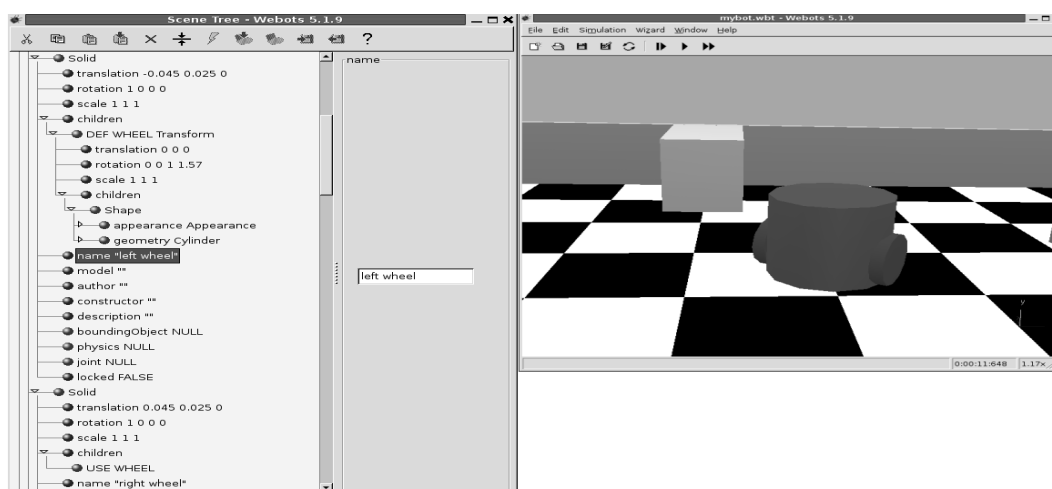 Scene Tree - Webots 5.1.9
?
Solid
translation -0.045 0.025 0
rotation 1 0 0 0
scale 1 1 1
children
DEF WHEEL Transform
translation 0 0 0
rotation 0 0 1 1.57
scale 1 1 1
children
Shape
appearance Appearance
geometry Cylinder
name "left wheel"
model ""
author ""
constructor ""
description ""
boundingObject NULL
physics NULL
joint NULL
locked FALSE
Solid
translation 0.045 0.025 0
rotation 1 0 0 0
scale 1 1 1
children
USE WHEEL
name "right wheel"
name
left wheel
mybot.wbt - Webots 5.1.9
File Edit Simulation Wizard Window Help
y
0:00:11:648 1.17x